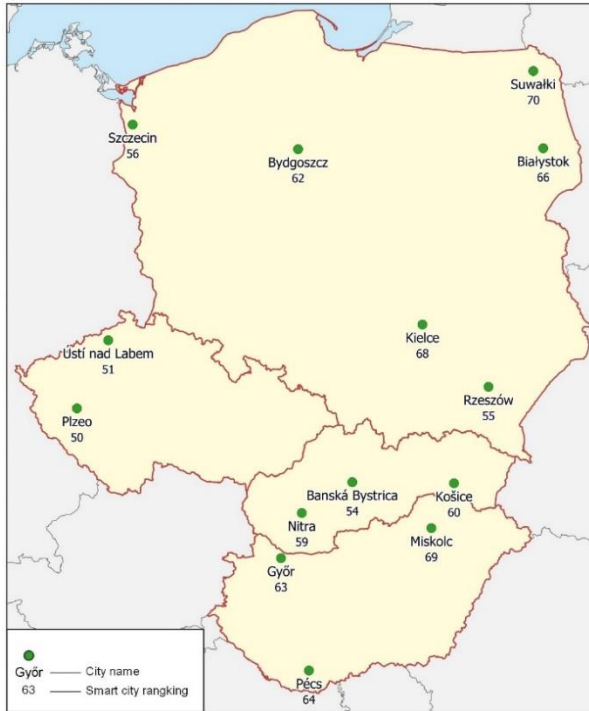 Suwałki
70
Szczecin
56
Bydgoszcz
62
Białystok
66
Kielce
68
Ústí nad Labem
51
Rzeszów
55
Plzeo
50
Banská Bystrica
54
Košice
60
Nitra
59
Miskolc
69
Győr
63
Pécs
64
Győr City name
63 Smart city rangking